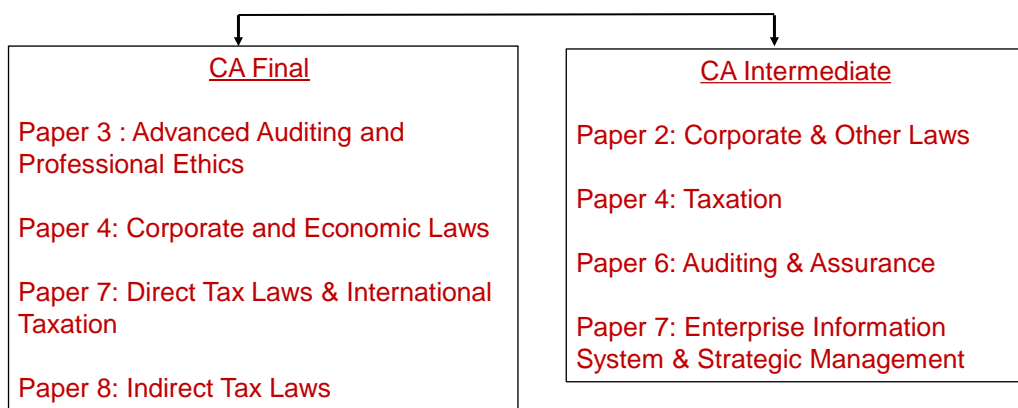 CA Final
Paper 3 : Advanced Auditing and
Professional Ethics
Paper 4: Corporate and Economic Laws
Paper 7: Direct Tax Laws & International
Taxation
Paper 8: Indirect Tax Laws
CA Intermediate
Paper 2: Corporate & Other Laws
Paper 4: Taxation
Paper 6: Auditing & Assurance
Paper 7: Enterprise Information
System & Strategic Management